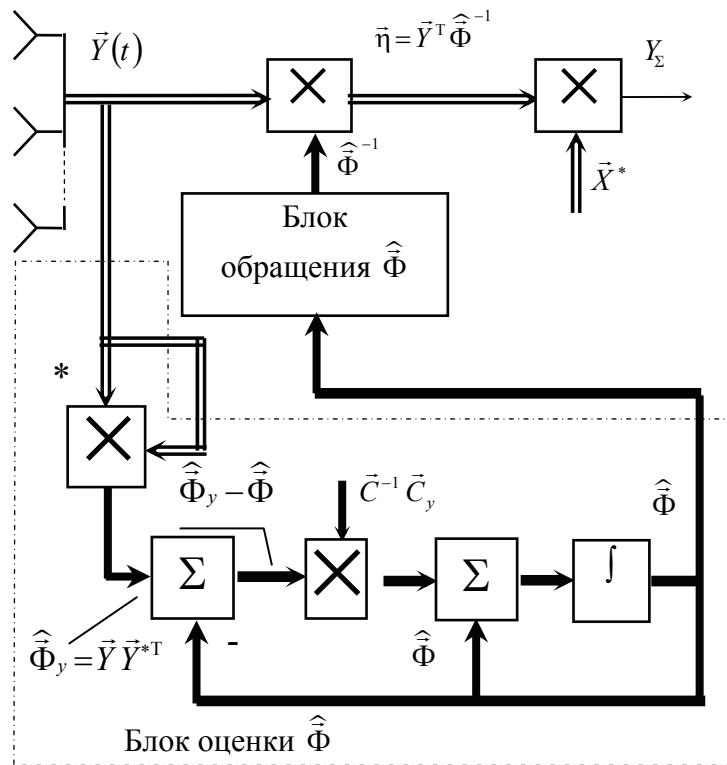 Y⃗(t)
η⃗ = Y⃗ᵀ Φ̂⃗⁻¹
Y_Σ
×
×
Φ̂⃗⁻¹
X⃗*
Блок
обращения Φ̂⃗
*
×
Φ̂⃗_y − Φ̂⃗
C⃗⁻¹ C⃗_y
Φ̂⃗
Σ
×
Σ
∫
Φ̂⃗_y = Y⃗ Y⃗*ᵀ
-
Φ̂⃗
Блок оценки Φ̂⃗